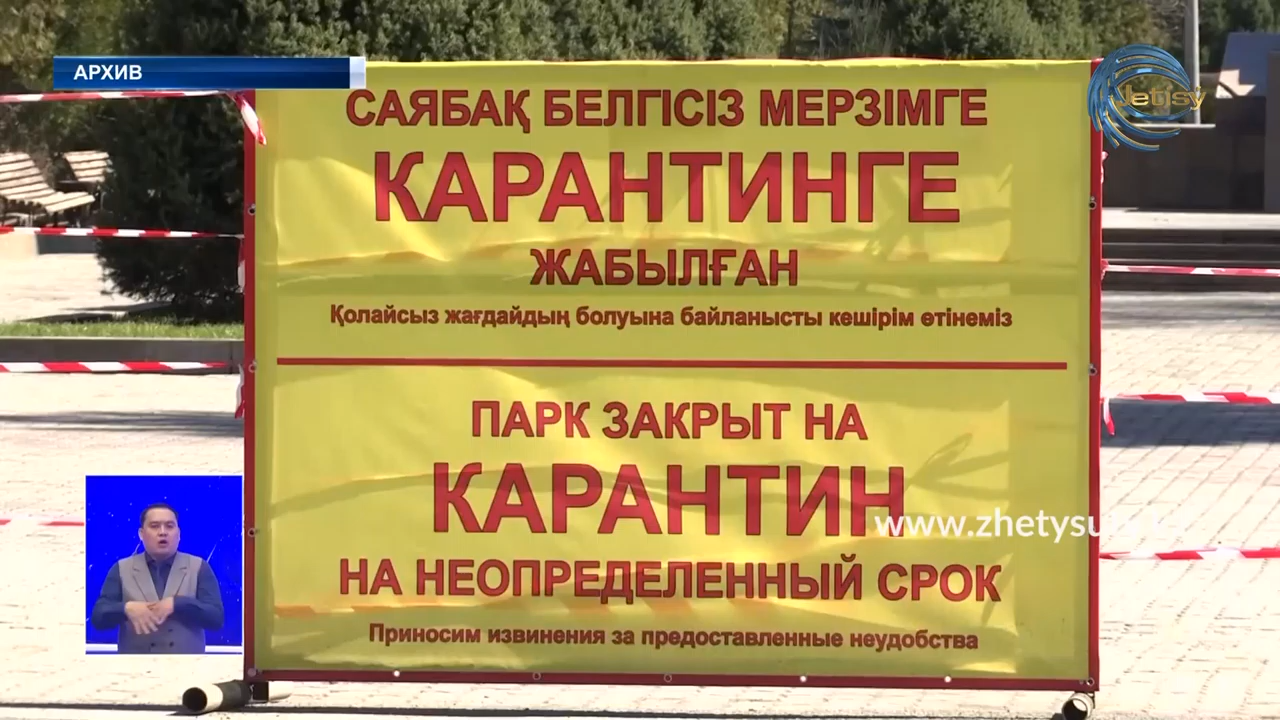 АРХИВ
Jetisý
САЯБАҚ БЕЛГІСІЗ МЕРЗІМГЕ
КАРАНТИНГЕ
ЖАБЫЛҒАН
Қолайсыз жағдайдың болуына байланысты кешірім өтінеміз
ПАРК ЗАКРЫТ НА
КАРАНТИН
НА НЕОПРЕДЕЛЕННЫЙ СРОК
Приносим извинения за предоставленные неудобства